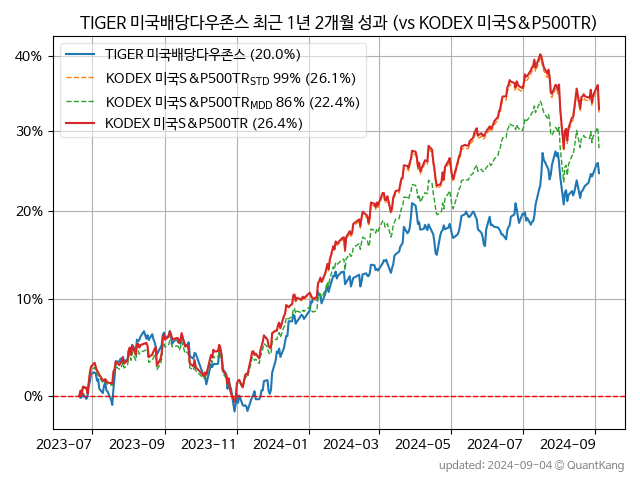 TIGER 미국배당다우존스 최근 1년 2개월 성과 (vs KODEX 미국S&P500TR)
TIGER 미국배당다우존스 (20.0%)
KODEX 미국S&P500TR_STD 99% (26.1%)
KODEX 미국S&P500TR_MDD 86% (22.4%)
KODEX 미국S&P500TR (26.4%)
40%
30%
20%
10%
0%
2023-07 2023-09 2023-11 2024-01 2024-03 2024-05 2024-07 2024-09
updated: 2024-09-04 © QuantKang